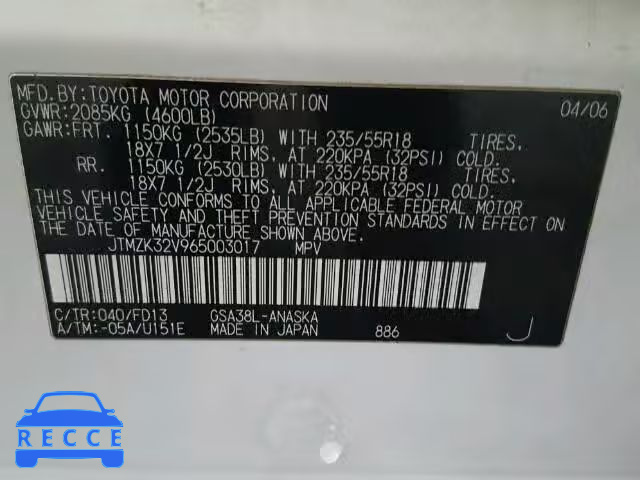 MFD.BY:TOYOTA MOTOR CORPORATION 04/06
GVWR:2085KG (4600LB)
GAWR:FRT. 1150KG (2535LB) WITH 235/55R18 TIRES,
18X7 1/2J RIMS, AT 220KPA (32PSI) COLD.
RR. 1150KG (2530LB) WITH 235/55R18 TIRES,
18X7 1/2J RIMS, AT 220KPA (32PSI) COLD.
THIS VEHICLE CONFORMS TO ALL APPLICABLE FEDERAL MOTOR
VEHICLE SAFETY AND THEFT PREVENTION STANDARDS IN EFFECT
ON THE DATE OF MANUFACTURE SHOWN ABOVE.
JTMZK32V965003017 MPV
C/TR:040/FD13 GSA38L-ANASKA
A/TM:-05A/U151E MADE IN JAPAN 886 J
RECCE